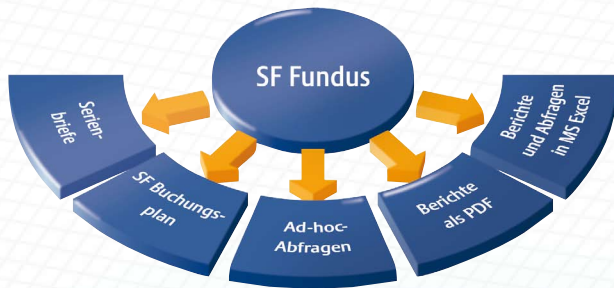 SF Fundus
Serien-
briefe
SF Buchungs-
plan
Ad-hoc-
Abfragen
Berichte
als PDF
Berichte
und Abfragen
in MS Excel